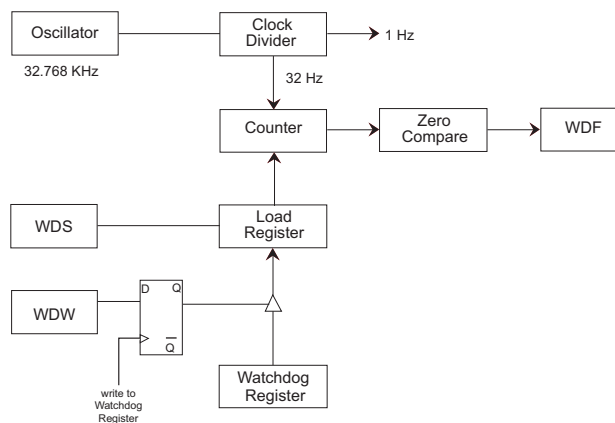 Oscillator
Clock
Divider
1 Hz
32.768 KHz
32 Hz
Counter
Zero
Compare
WDF
WDS
Load
Register
WDW
D
Q
Q
Watchdog
Register
write to
Watchdog
Register